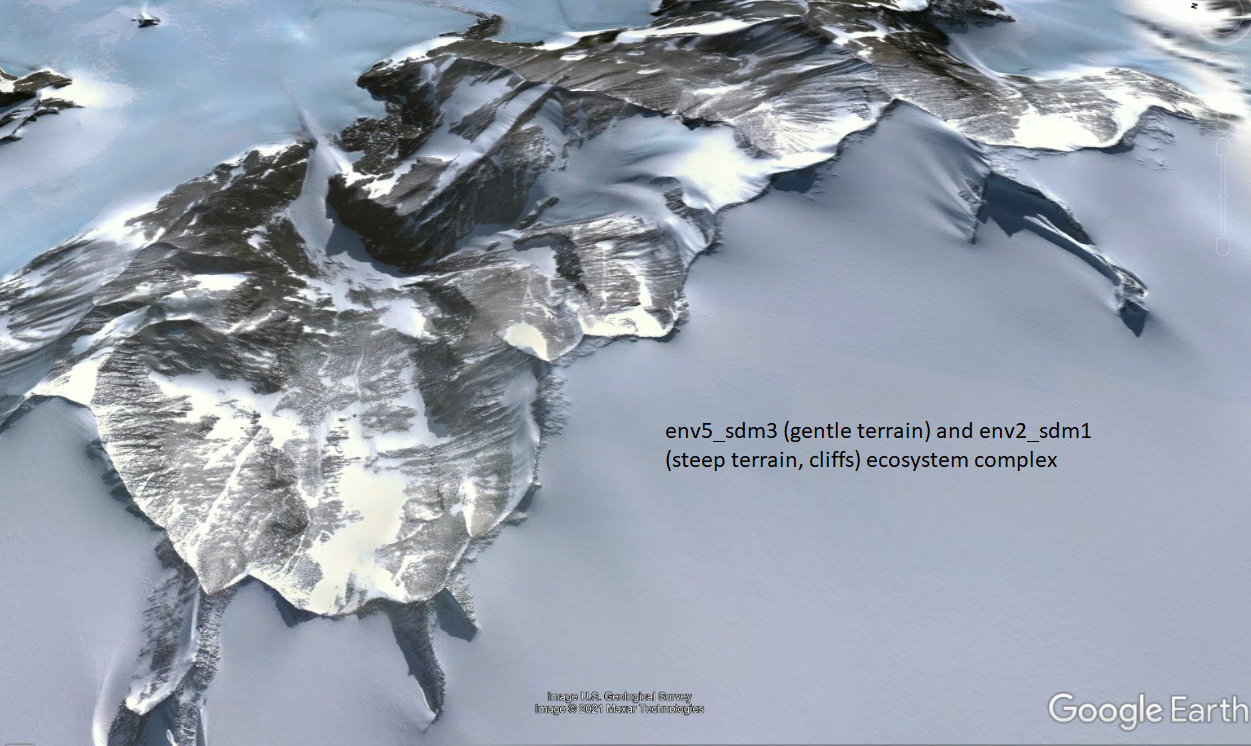 N
env5_sdm3 (gentle terrain) and env2_sdm1
(steep terrain, cliffs) ecosystem complex
Image U.S. Geological Survey
Image © 2021 Maxar Technologies
Google Earth